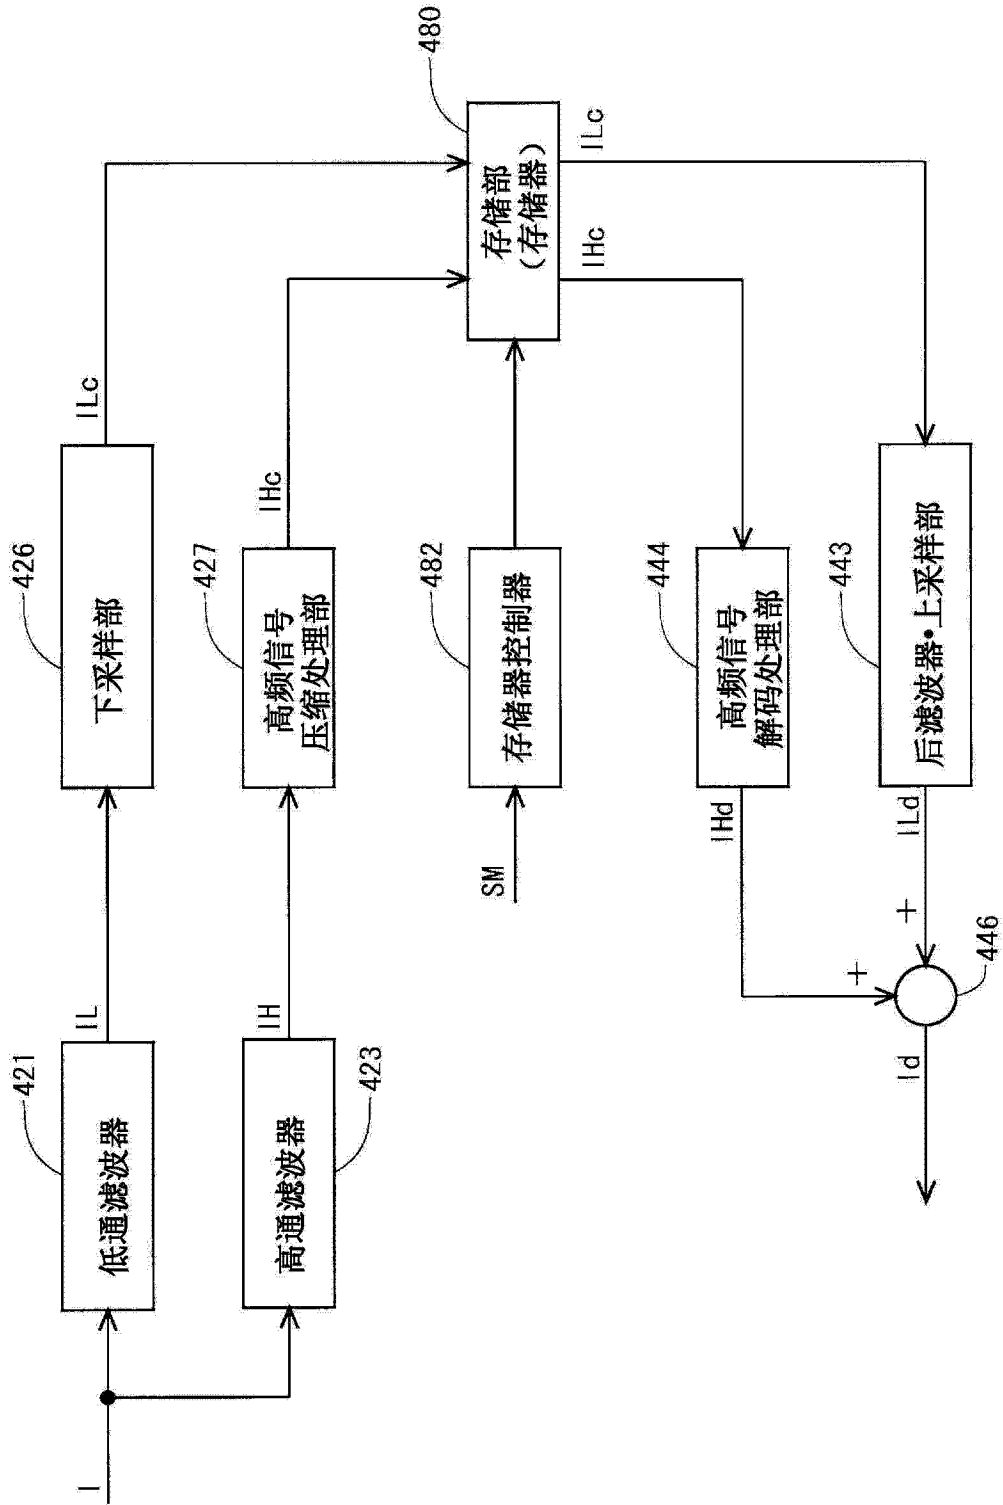 I
421
低通滤波器
IL
426
下采样部
ILc
423
高通滤波器
IH
427
高频信号
压缩处理部
IHc
480
存储部
(存储器)
SM
482
存储器控制器
IHc
ILc
444
高频信号
解码处理部
IHd
443
后滤波器·上采样部
ILd
+
+
446
Id